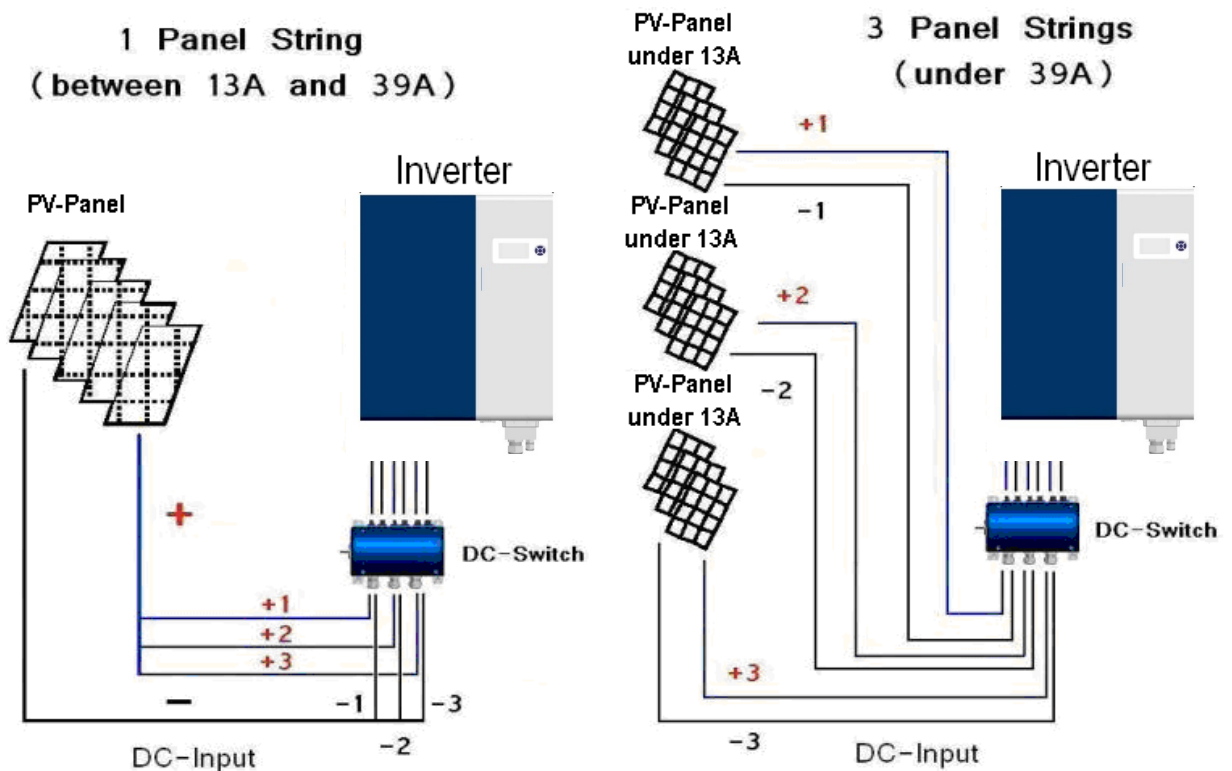 1 Panel String
(between 13A and 39A)
Inverter
PV-Panel
+
DC-Switch
+1
+2
+3
−
-1
-3
-2
DC-Input
3 Panel Strings
(under 39A)
PV-Panel
under 13A
+1
Inverter
-1
PV-Panel
under 13A
+2
-2
PV-Panel
under 13A
DC-Switch
+3
-3
DC-Input